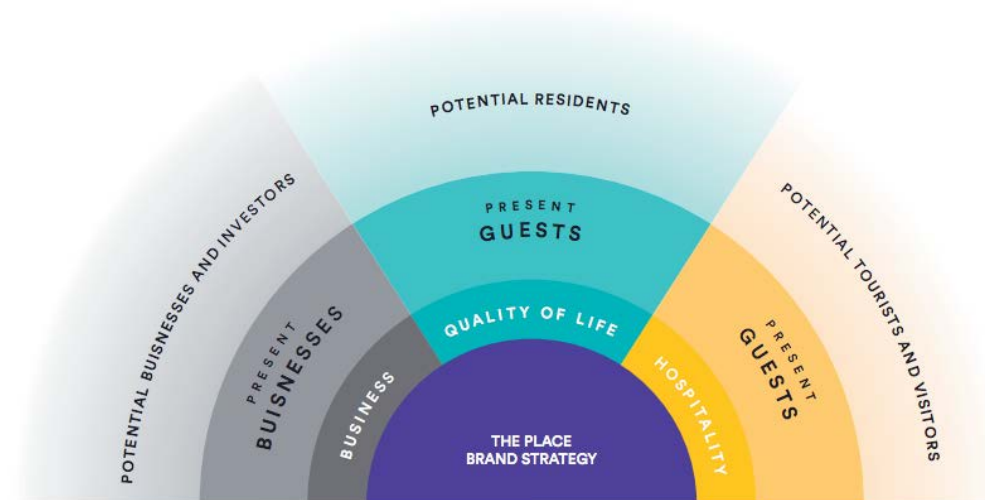 POTENTIAL RESIDENTS
PRESENT
GUESTS
QUALITY OF LIFE
POTENTIAL BUISNESSES AND INVESTORS
PRESENT
BUISNESSES
BUSINESS
THE PLACE
BRAND STRATEGY
HOSPITALITY
PRESENT
GUESTS
POTENTIAL TOURISTS AND VISITORS